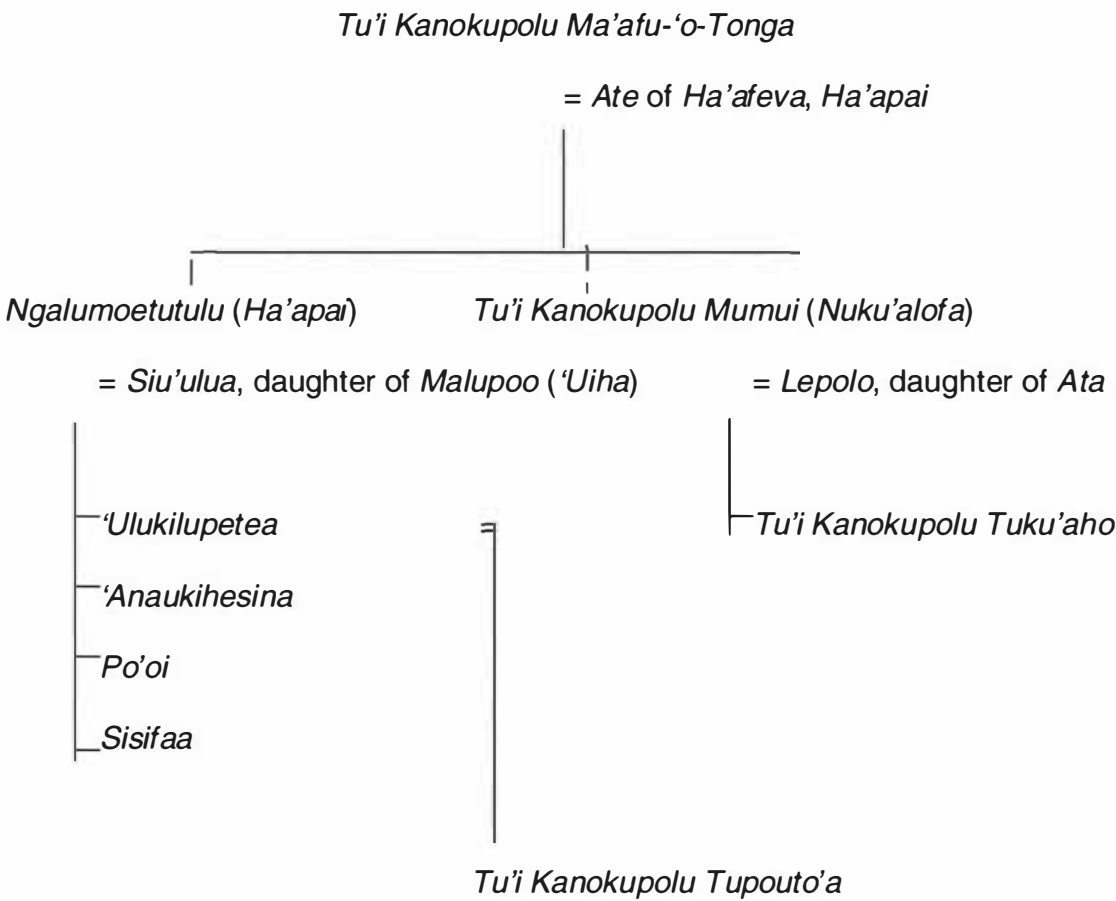 Tu'i Kanokupolu Ma'afu-'o-Tonga
= Ate of Ha'afeva, Ha'apai
Ngalumoetutulu (Ha'apai) Tu'i Kanokupolu Mumui (Nuku'alofa)
= Siu'ulua, daughter of Malupoo ('Uiha) = Lepolo, daughter of Ata
'Ulukilupetea = Tu'i Kanokupolu Tuku'aho
'Anaukihesina
Po'oi
Sisifaa
Tu'i Kanokupolu Tupouto'a